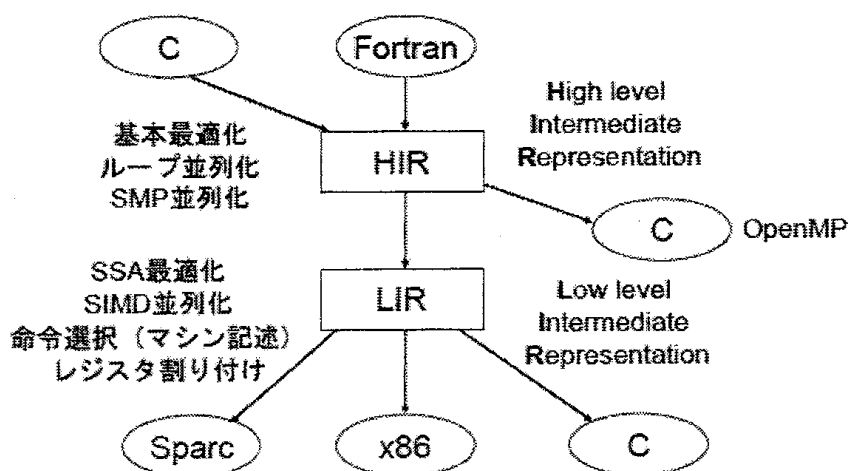 C
Fortran
High level
Intermediate
Representation
基本最適化
ループ並列化
SMP並列化
HIR
C
OpenMP
SSA最適化
SIMD並列化
命令選択（マシン記述）
レジスタ割り付け
LIR
Low level
Intermediate
Representation
Sparc
x86
C